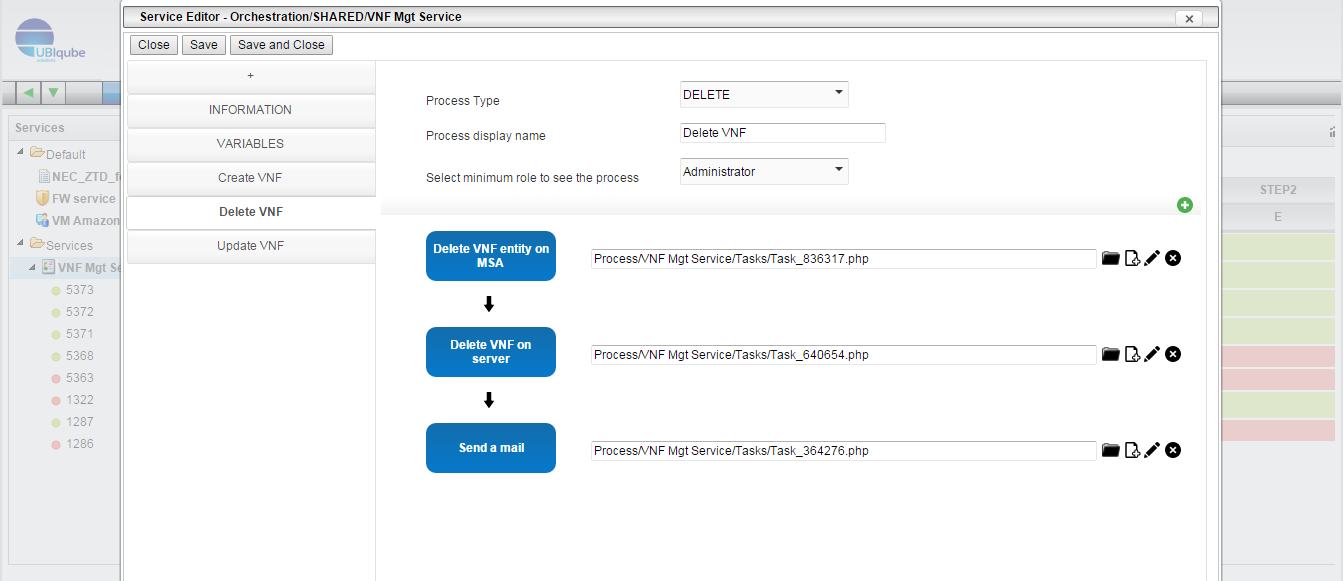 Service Editor - Orchestration/SHARED/VNF Mgt Service
UBIqube
solutions
Close
Save
Save and Close
Services
Default
NEC_ZTD_f
FW service
VM Amazon
Services
VNF Mgt Se
5373
5372
5371
5368
5363
1322
1287
1286
+
INFORMATION
VARIABLES
Create VNF
Delete VNF
Update VNF
Process Type
DELETE
Process display name
Delete VNF
Select minimum role to see the process
Administrator
Delete VNF entity on
MSA
Process/VNF Mgt Service/Tasks/Task_836317.php
Delete VNF on
server
Process/VNF Mgt Service/Tasks/Task_640654.php
Send a mail
Process/VNF Mgt Service/Tasks/Task_364276.php
STEP2
E